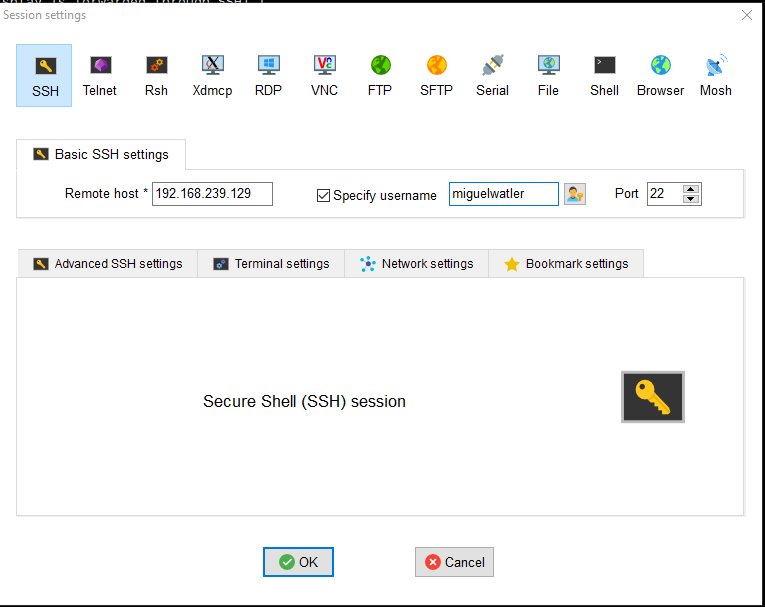 Session settings
SSH Telnet Rsh Xdmcp RDP VNC FTP SFTP Serial File Shell Browser Mosh
Basic SSH settings
Remote host * 192.168.239.129 Specify username miguelwatler Port 22
Advanced SSH settings Terminal settings Network settings Bookmark settings
Secure Shell (SSH) session
OK Cancel